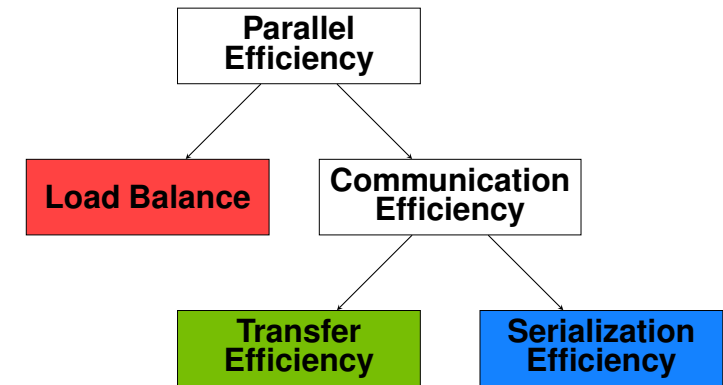 Parallel
Efficiency
Load Balance
Communication
Efficiency
Transfer
Efficiency
Serialization
Efficiency